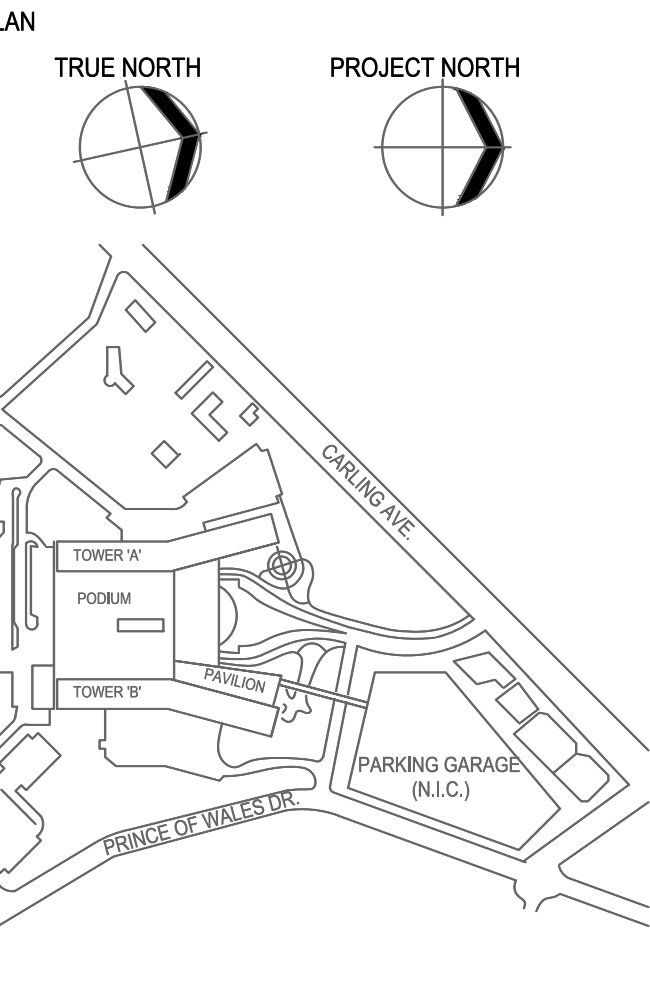 LAN
TRUE NORTH
PROJECT NORTH
CARLING AVE.
TOWER 'A'
PODIUM
PAVILION
TOWER 'B'
PARKING GARAGE
(N.I.C.)
PRINCE OF WALES DR.